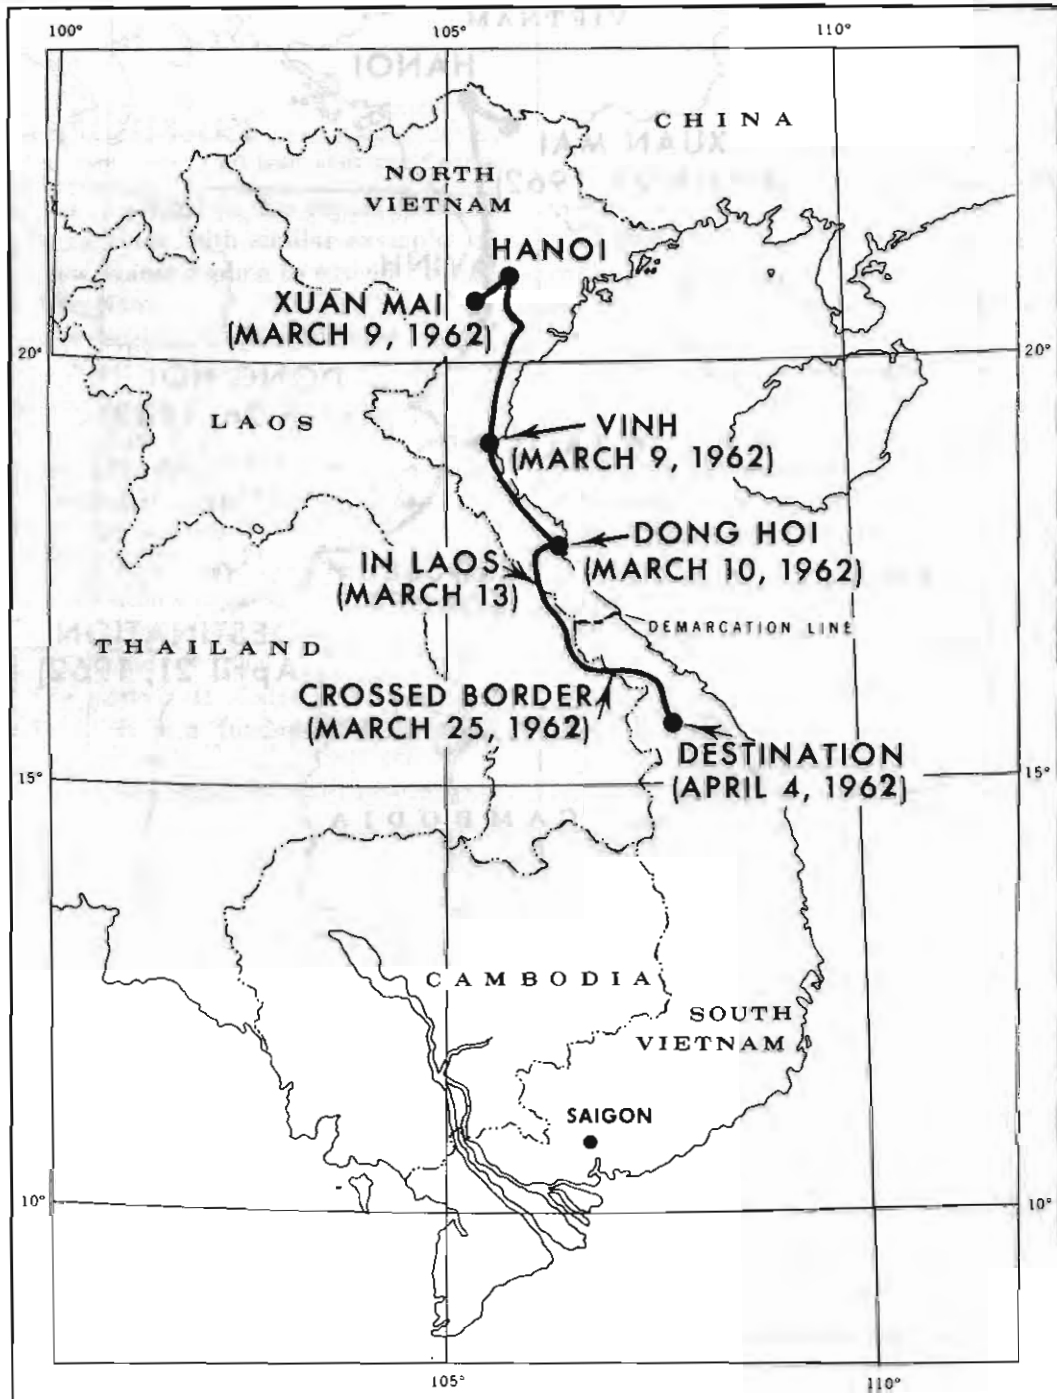 100°
105°
110°
CHINA
NORTH
VIETNAM
HANOI
XUAN MAI
(MARCH 9, 1962)
20°
20°
LAOS
VINH
(MARCH 9, 1962)
DONG HOI
(MARCH 10, 1962)
IN LAOS
(MARCH 13)
DEMARCATION LINE
THAILAND
CROSSED BORDER
(MARCH 25, 1962)
DESTINATION
(APRIL 4, 1962)
15°
15°
CAMBODIA
SOUTH
VIETNAM
SAIGON
10°
10°
105°
110°